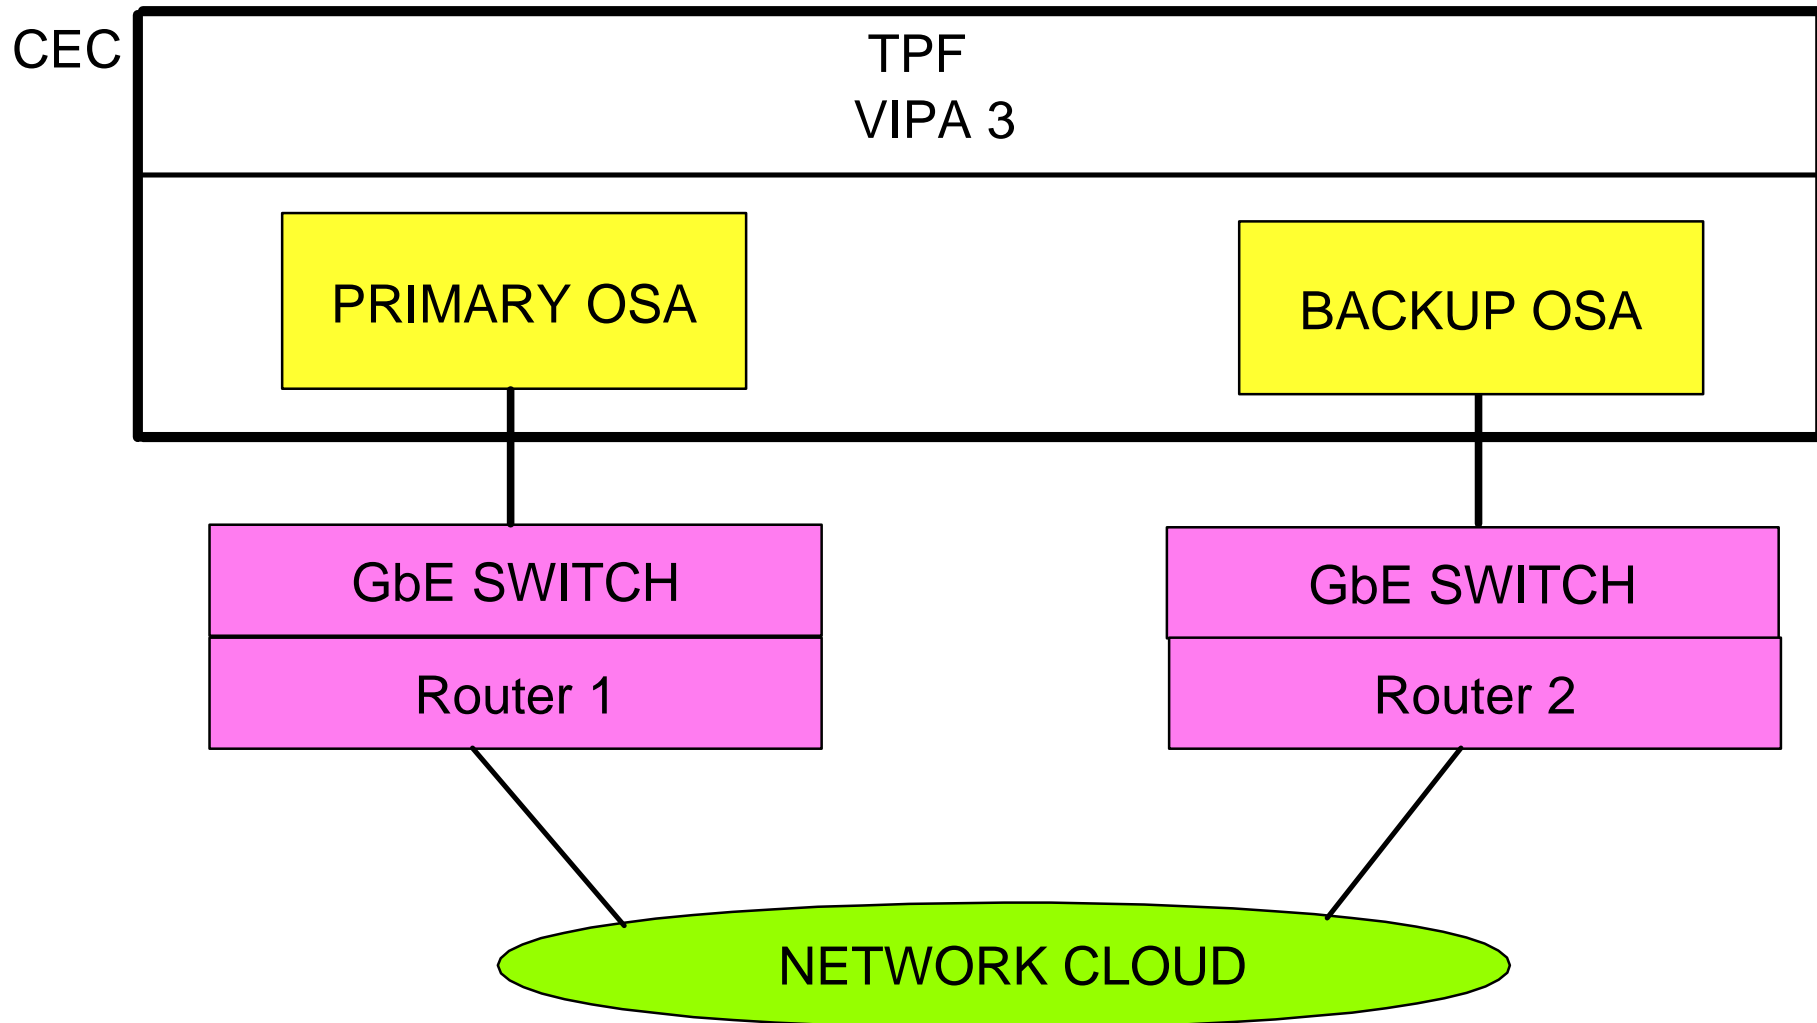 CEC
TPF
VIPA 3
PRIMARY OSA
BACKUP OSA
GbE SWITCH
GbE SWITCH
Router 1
Router 2
NETWORK CLOUD